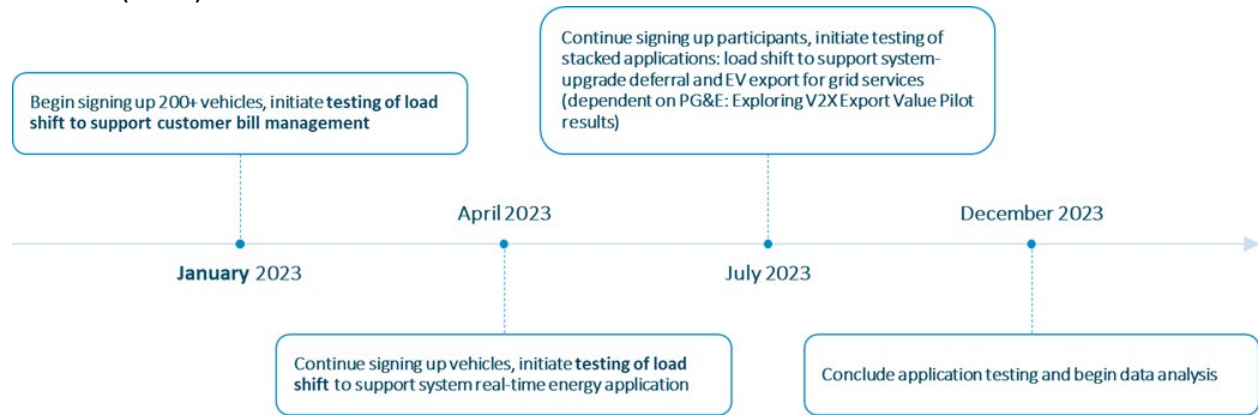 Continue signing up participants, initiate testing of
stacked applications: load shift to support system-
upgrade deferral and EV export for grid services
(dependent on PG&E: Exploring V2X Export Value Pilot
results)
Begin signing up 200+ vehicles, initiate testing of load
shift to support customer bill management
April 2023
December 2023
January 2023
July 2023
Continue signing up vehicles, initiate testing of load
shift to support system real-time energy application
Conclude application testing and begin data analysis